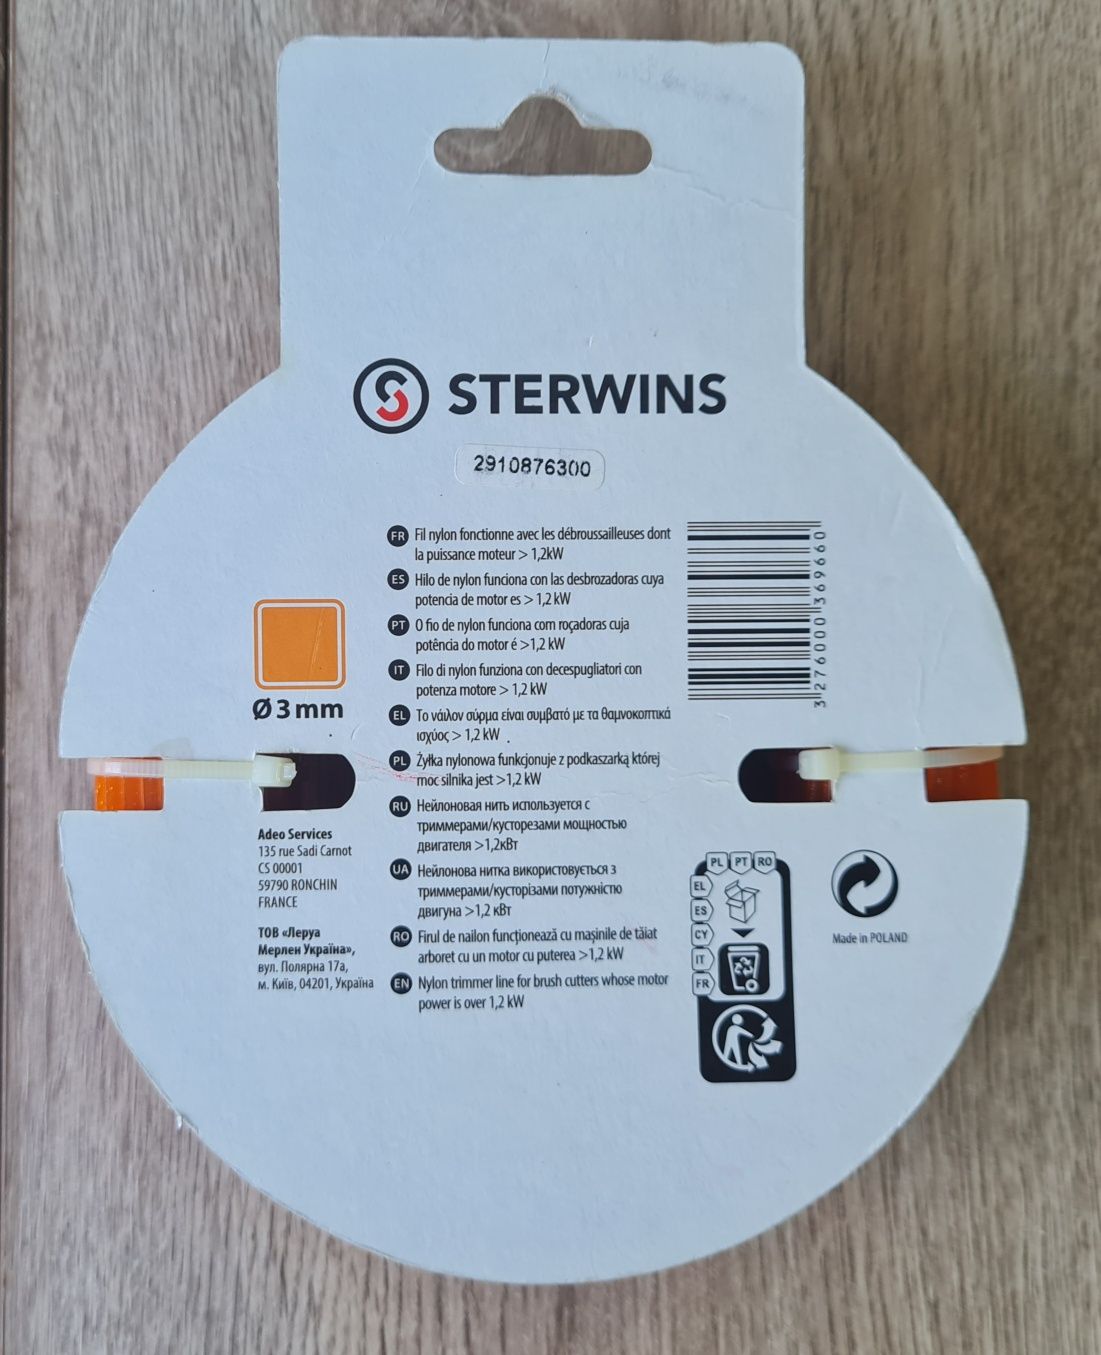 STERWINS
2910876300
FR Fil nylon fonctionne avec les débroussailleuses dont
la puissance moteur > 1,2kW
ES Hilo de nylon funciona con las desbrozadoras cuya
potencia de motor es > 1,2 kW
PT O fio de nylon funciona com roçadoras cuja
potência do motor é >1,2 kW
IT Filo di nylon funziona con decespugliatori con
potenza motore > 1,2 kW
EL Το νάιλον σύρμα είναι συμβατό με τα θαμνοκοπτικά
ισχύος > 1,2 kW .
PL Żyłka nylonowa funkcjonuje z podkaszarką której
moc silnika jest >1,2 kW
RU Нейлоновая нить используется с
триммерами/кусторезами мощностью
двигателя >1,2кВт
UA Нейлонова нитка використовується з
триммерами/кусторізами потужністю
двигуна >1,2 кВт
RO Firul de nailon funcționează cu mașinile de tăiat
arboret cu un motor cu puterea >1,2 kW
EN Nylon trimmer line for brush cutters whose motor
power is over 1,2 kW
3276000369660
Ø 3 mm
Adeo Services
135 rue Sadi Carnot
CS 00001
59790 RONCHIN
FRANCE
ТОВ «Леруа
Мерлен Україна»,
вул. Полярна 17а,
м. Київ, 04201, Україна
PL PT RO
EL
ES
CY
IT
FR
Made in POLAND